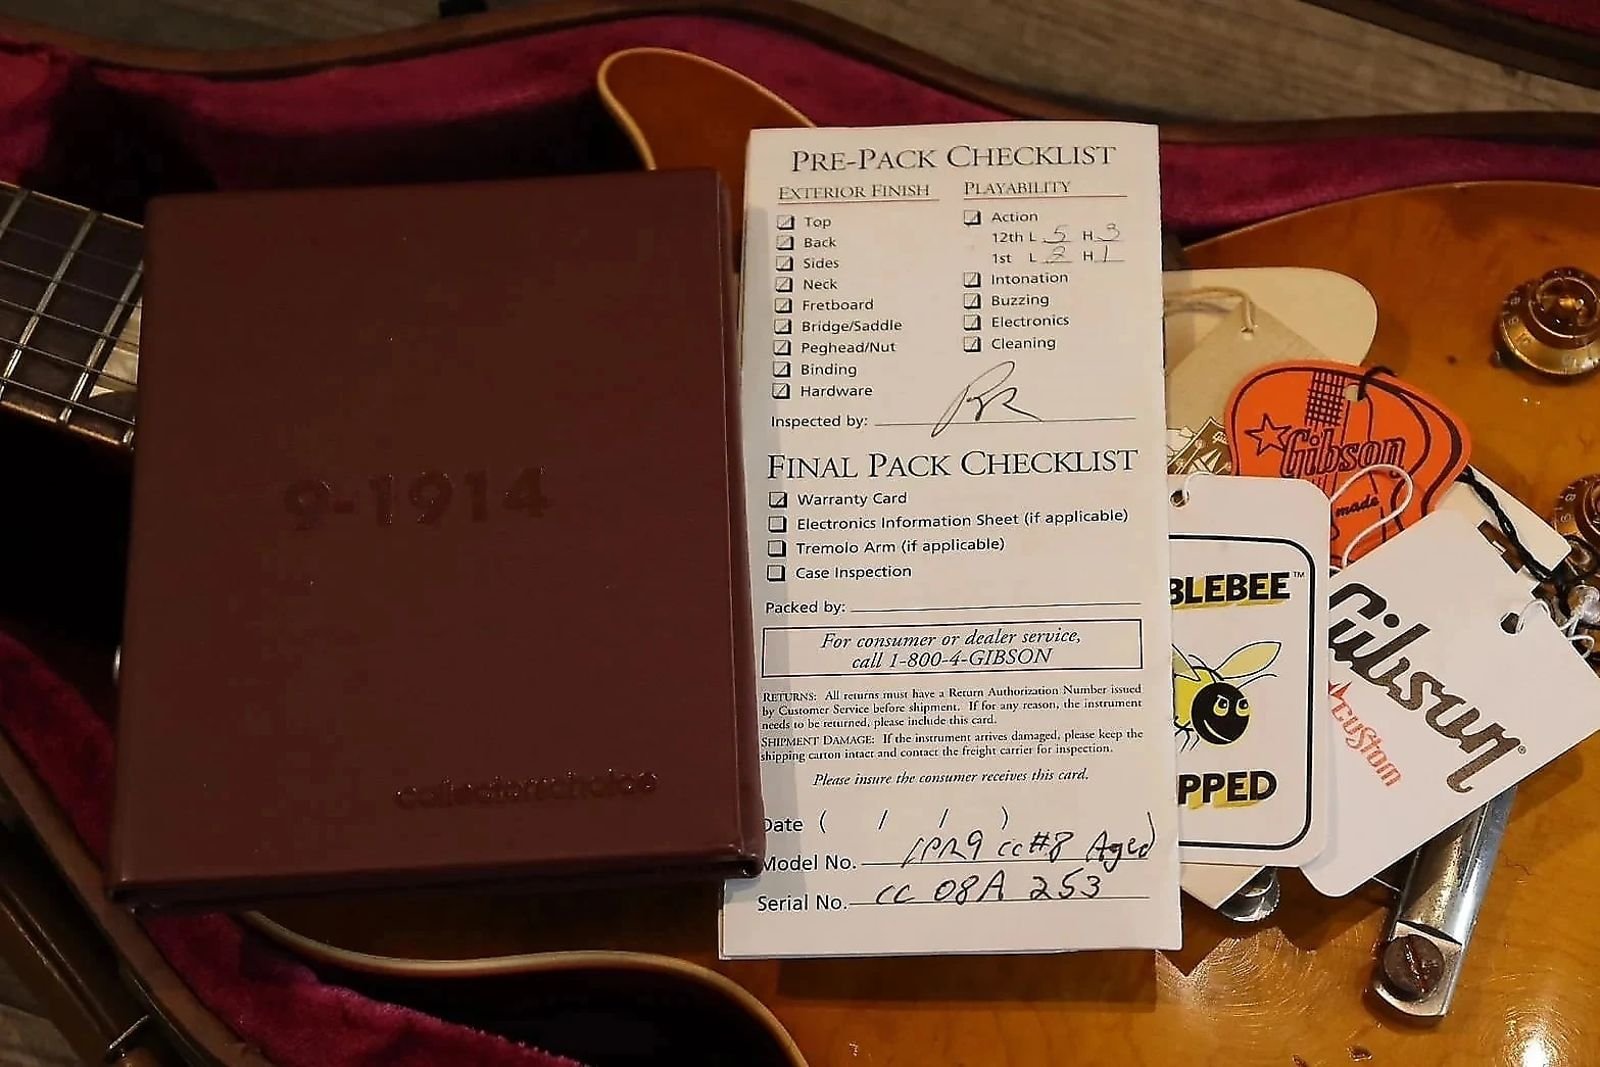 9-1914
collectorschoice
PRE-PACK CHECKLIST
EXTERIOR FINISH
Top
Back
Sides
Neck
Fretboard
Bridge/Saddle
Peghead/Nut
Binding
Hardware
PLAYABILITY
Action
12th L 5 H 3
1st L 2 H 1
Intonation
Buzzing
Electronics
Cleaning
Inspected by:
FINAL PACK CHECKLIST
Warranty Card
Electronics Information Sheet (if applicable)
Tremolo Arm (if applicable)
Case Inspection
Packed by:
For consumer or dealer service,
call 1-800-4-GIBSON
RETURNS: All returns must have a Return Authorization Number issued
by Customer Service before shipment. If for any reason, the instrument
needs to be returned, please include this card.
SHIPMENT DAMAGE: If the instrument arrives damaged, please keep the
shipping carton intact and contact the freight carrier for inspection.
Please insure the consumer receives this card.
Date ( / / )
Model No. LPR9 CC#8 Aged
Serial No. CC 08A 253
Gibson
made
BLEBEE™
PPED
Gibson®
custom